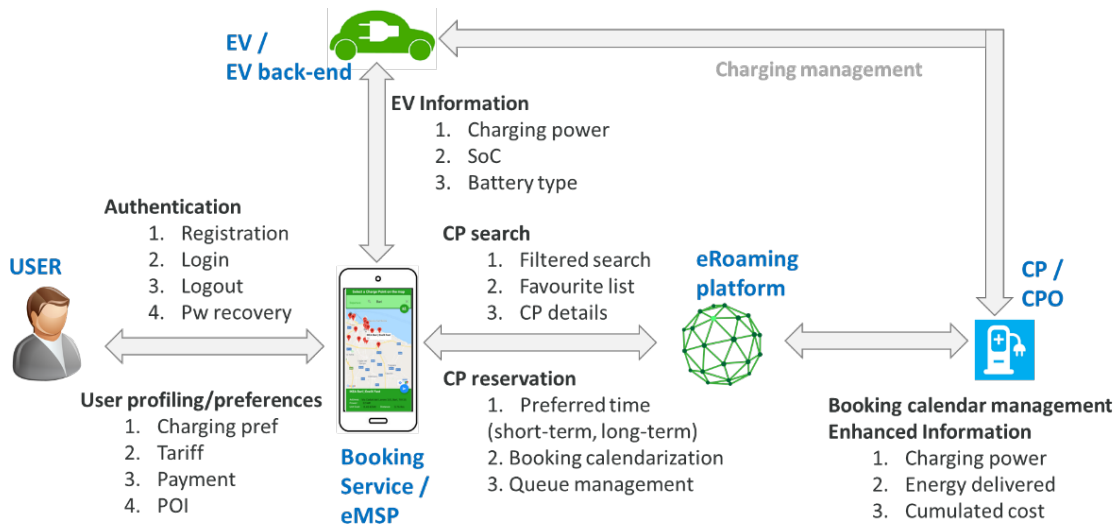 EV /
EV back-end
Charging management
EV Information
1. Charging power
2. SoC
3. Battery type
Authentication
1. Registration
2. Login
3. Logout
4. Pw recovery
USER
CP search
1. Filtered search
2. Favourite list
3. CP details
eRoaming
platform
CP /
CPO
User profiling/preferences
1. Charging pref
2. Tariff
3. Payment
4. POI
Booking
Service /
eMSP
CP reservation
1. Preferred time
(short-term, long-term)
2. Booking calendarization
3. Queue management
Booking calendar management
Enhanced Information
1. Charging power
2. Energy delivered
3. Cumulated cost